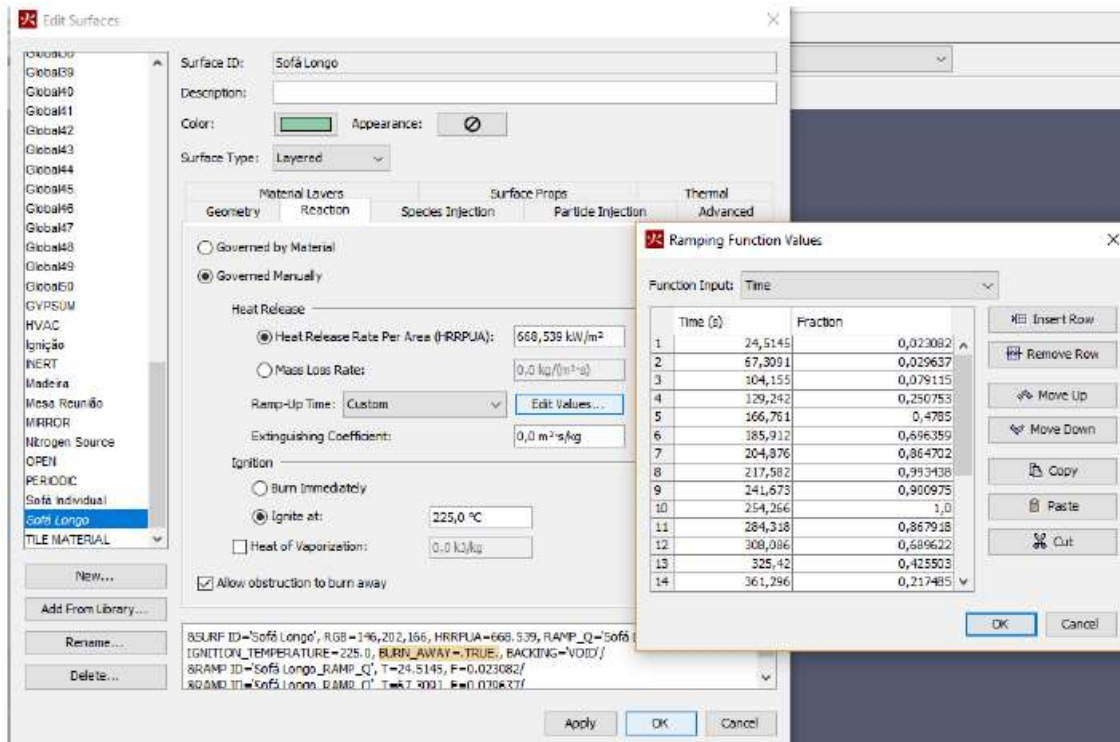 Edit Surfaces
Global39
Global40
Global41
Global42
Global43
Global44
Global45
Global46
Global47
Global48
Global49
Global50
GYPSUM
HVAC
Ignição
INERT
Madeira
Mesa Reunião
MIRROR
Nitrogen Source
OPEN
PERIODIC
Sofá Individual
Sofá Longo
TILE MATERIAL
New...
Add From Library...
Rename...
Delete...
Surface ID: Sofá Longo
Description:
Color: Appearance:
Surface Type: Layered
Material Layers Surface Props Thermal
Geometry Reaction Species Injection Particle Injection Advanced
Governed by Material
Governed Manually
Heat Release
Heat Release Rate Per Area (HRRPUA): 668,539 kW/m²
Mass Loss Rate: 0,0 kg/(m²·s)
Ramp-Up Time: Custom Edit Values...
Extinguishing Coefficient: 0,0 m²·s/kg
Ignition
Burn Immediately
Ignite at: 225,0 °C
Heat of Vaporization: 0,0 kJ/kg
Allow obstruction to burn away
&SURF ID='Sofá Longo', RGB=146,202,166, HRRPUA=668.539, RAMP_Q='Sofá
IGNITION_TEMPERATURE=225.0, BURN_AWAY=.TRUE., BACKING='VOID'/
&RAMP ID='Sofá Longo_RAMP_Q', T=24.5145, F=0.023082/
&RAMP ID='Sofá Longo_RAMP_Q', T=67.3091, F=0.029637/
Apply OK Cancel
Ramping Function Values
Function Input: Time
Time (s) Fraction
1 24,5145 0,023082
2 67,3091 0,029637
3 104,155 0,079115
4 129,242 0,250753
5 166,761 0,4785
6 185,912 0,696359
7 204,876 0,864702
8 217,582 0,993438
9 241,673 0,900975
10 254,266 1,0
11 284,318 0,867918
12 308,086 0,689622
13 325,42 0,425503
14 361,296 0,217485
Insert Row
Remove Row
Move Up
Move Down
Copy
Paste
Cut
OK Cancel